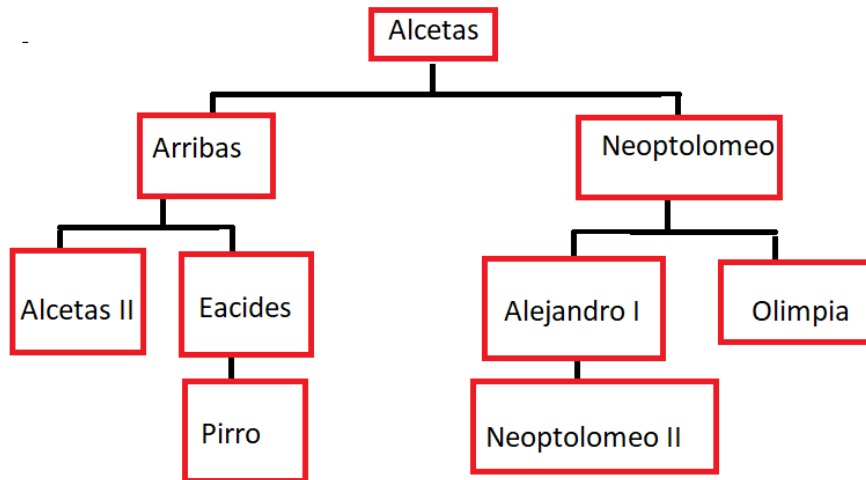 Alcetas
Arribas
Neoptolomeo
Alcetas II
Eacides
Alejandro I
Olimpia
Pirro
Neoptolomeo II